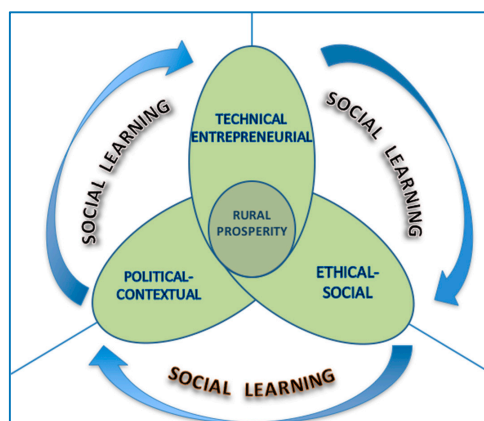 SOCIAL LEARNING
SOCIAL LEARNING
TECHNICAL
ENTREPRENEURIAL
RURAL
PROSPERITY
POLITICAL-
CONTEXTUAL
ETHICAL-
SOCIAL
SOCIAL LEARNING